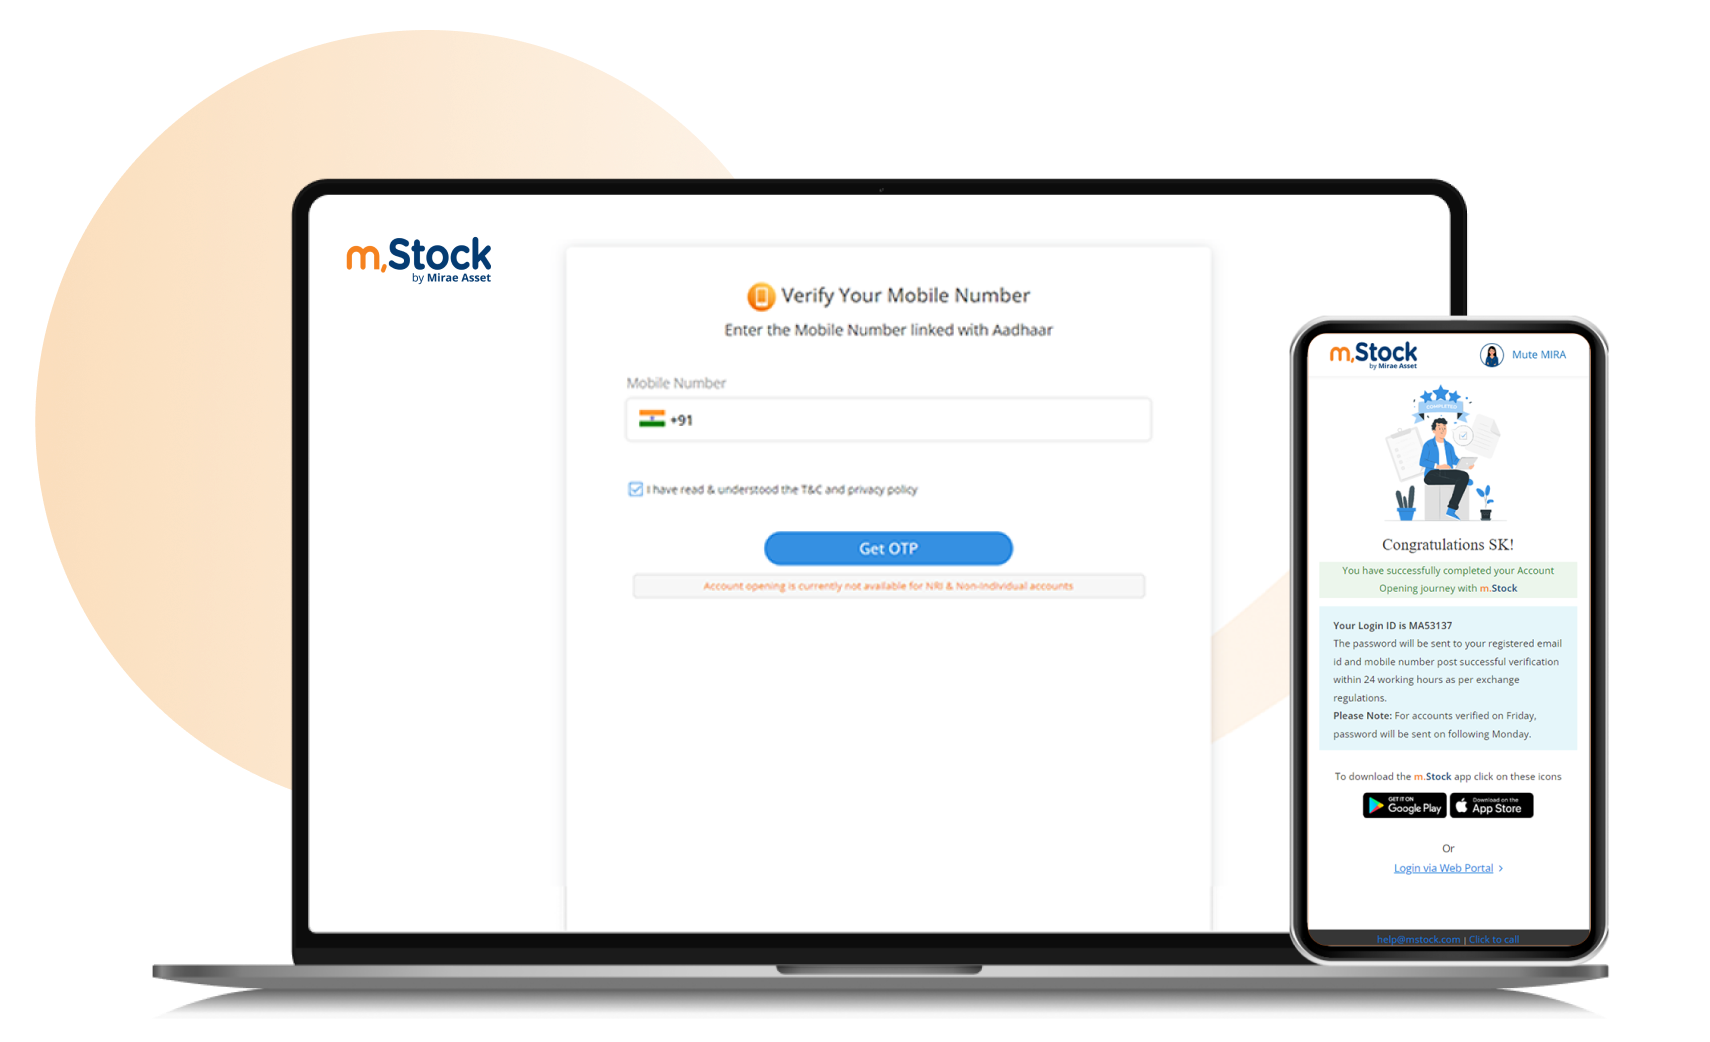 m.Stock
by Mirae Asset
Verify Your Mobile Number
Enter the Mobile Number linked with Aadhaar
Mobile Number
+91
I have read & understood the T&C and privacy policy
Get OTP
Account opening is currently not available for NRI & Non-Individual accounts
m.Stock
by Mirae Asset
Mute MIRA
COMPLETED
Congratulations SK!
You have successfully completed your Account
Opening journey with m.Stock
Your Login ID is MA53137
The password will be sent to your registered email
id and mobile number post successful verification
within 24 working hours as per exchange
regulations.
Please Note: For accounts verified on Friday,
password will be sent on following Monday.
To download the m.Stock app click on these icons
GET IT ON
Google Play
Download on the
App Store
Or
Login via Web Portal >
help@mstock.com | Click to call